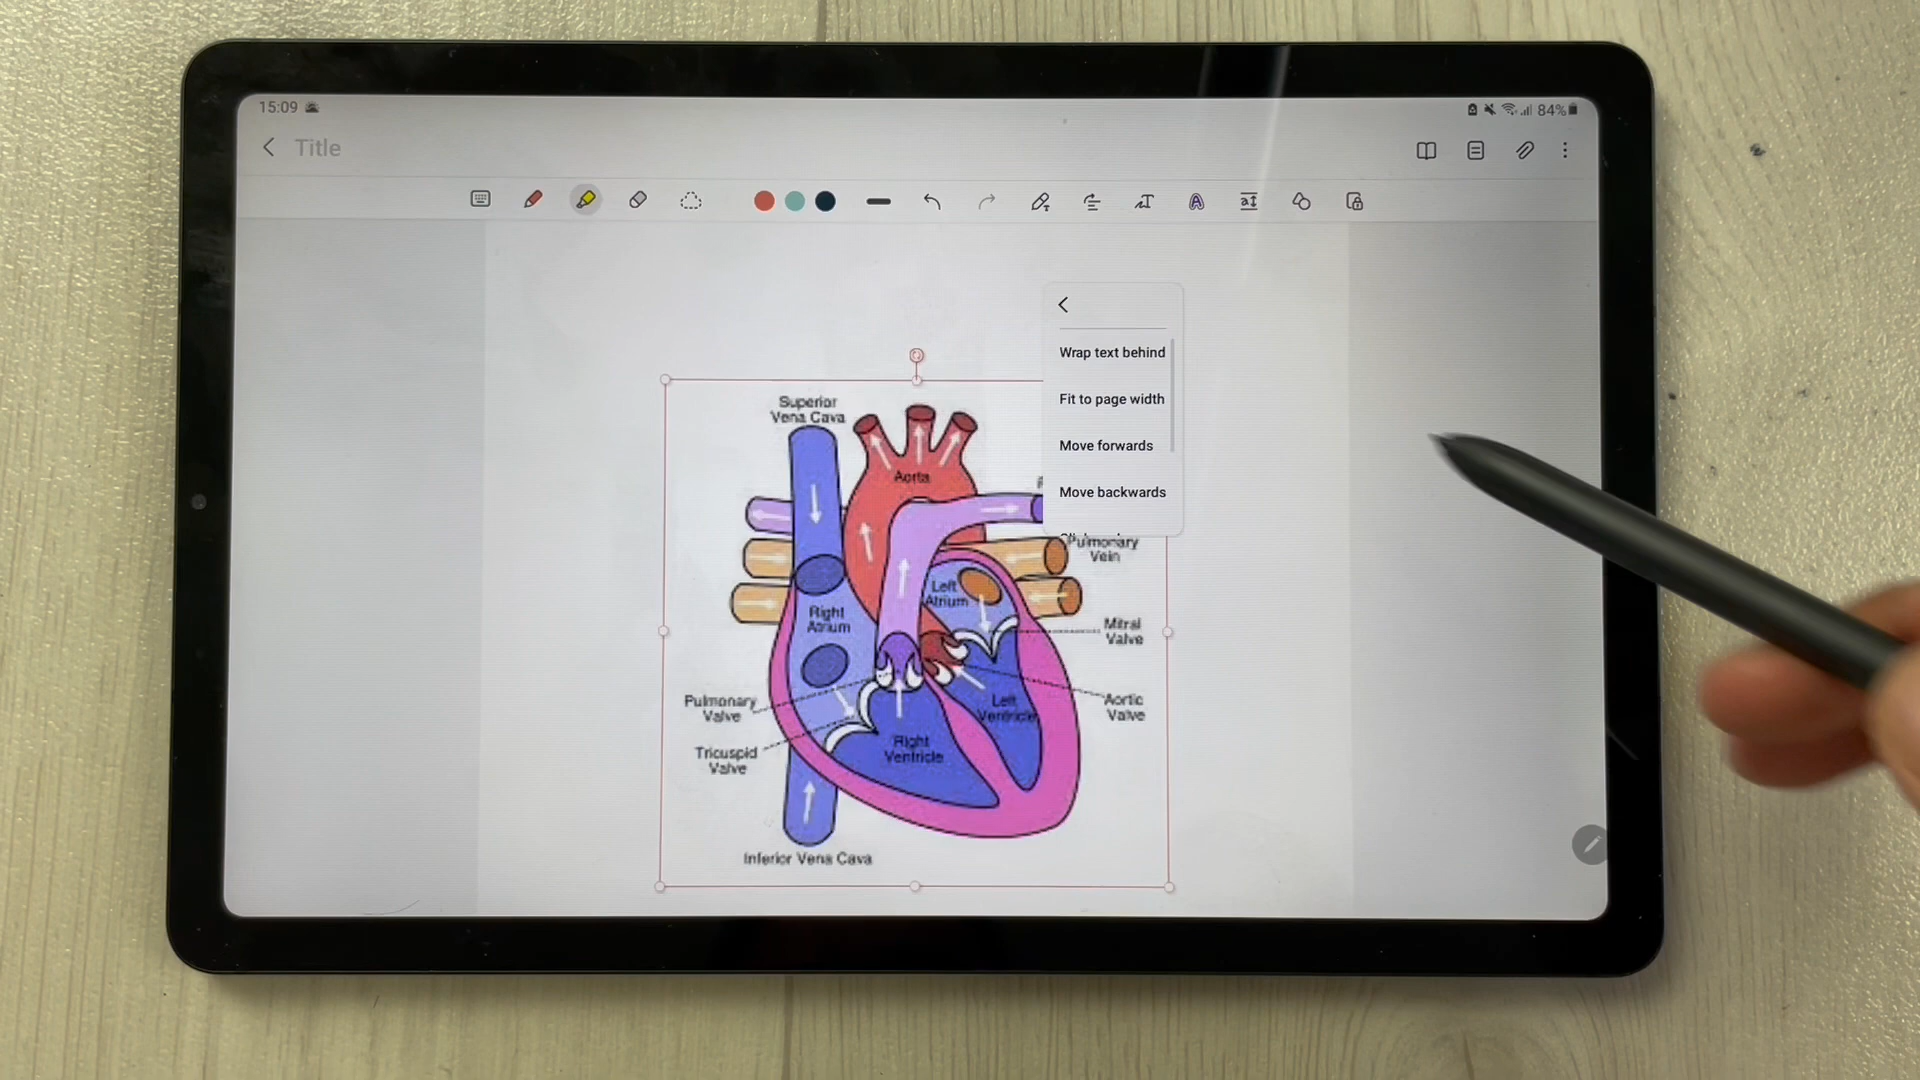 15:09
84%
Title
Wrap text behind
Fit to page width
Move forwards
Move backwards
Superior
Vena Cava
Aorta
Pulmonary
Vein
Left
Atrium
Right
Atrium
Mitral
Valve
Pulmonary
Valve
Aortic
Valve
Left
Ventricle
Tricuspid
Valve
Right
Ventricle
Inferior Vena Cava